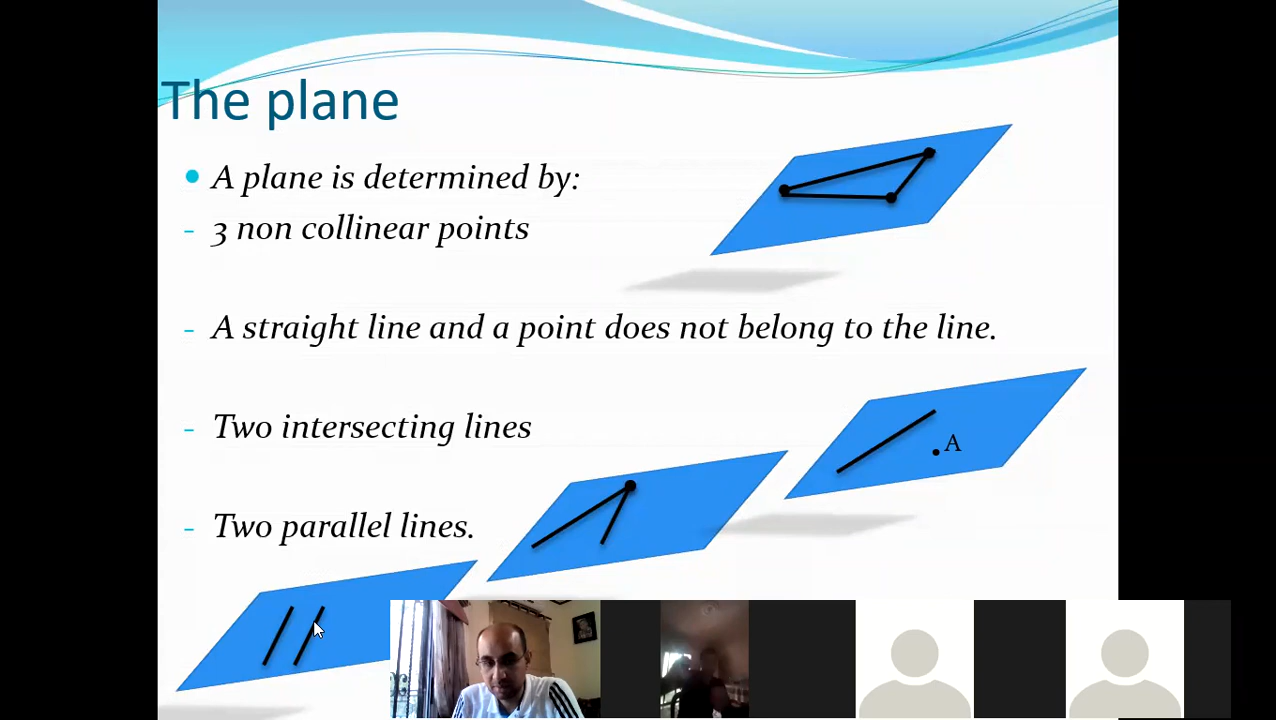 The plane
A plane is determined by:
- 3 non collinear points
- A straight line and a point does not belong to the line.
- Two intersecting lines
A
- Two parallel lines.